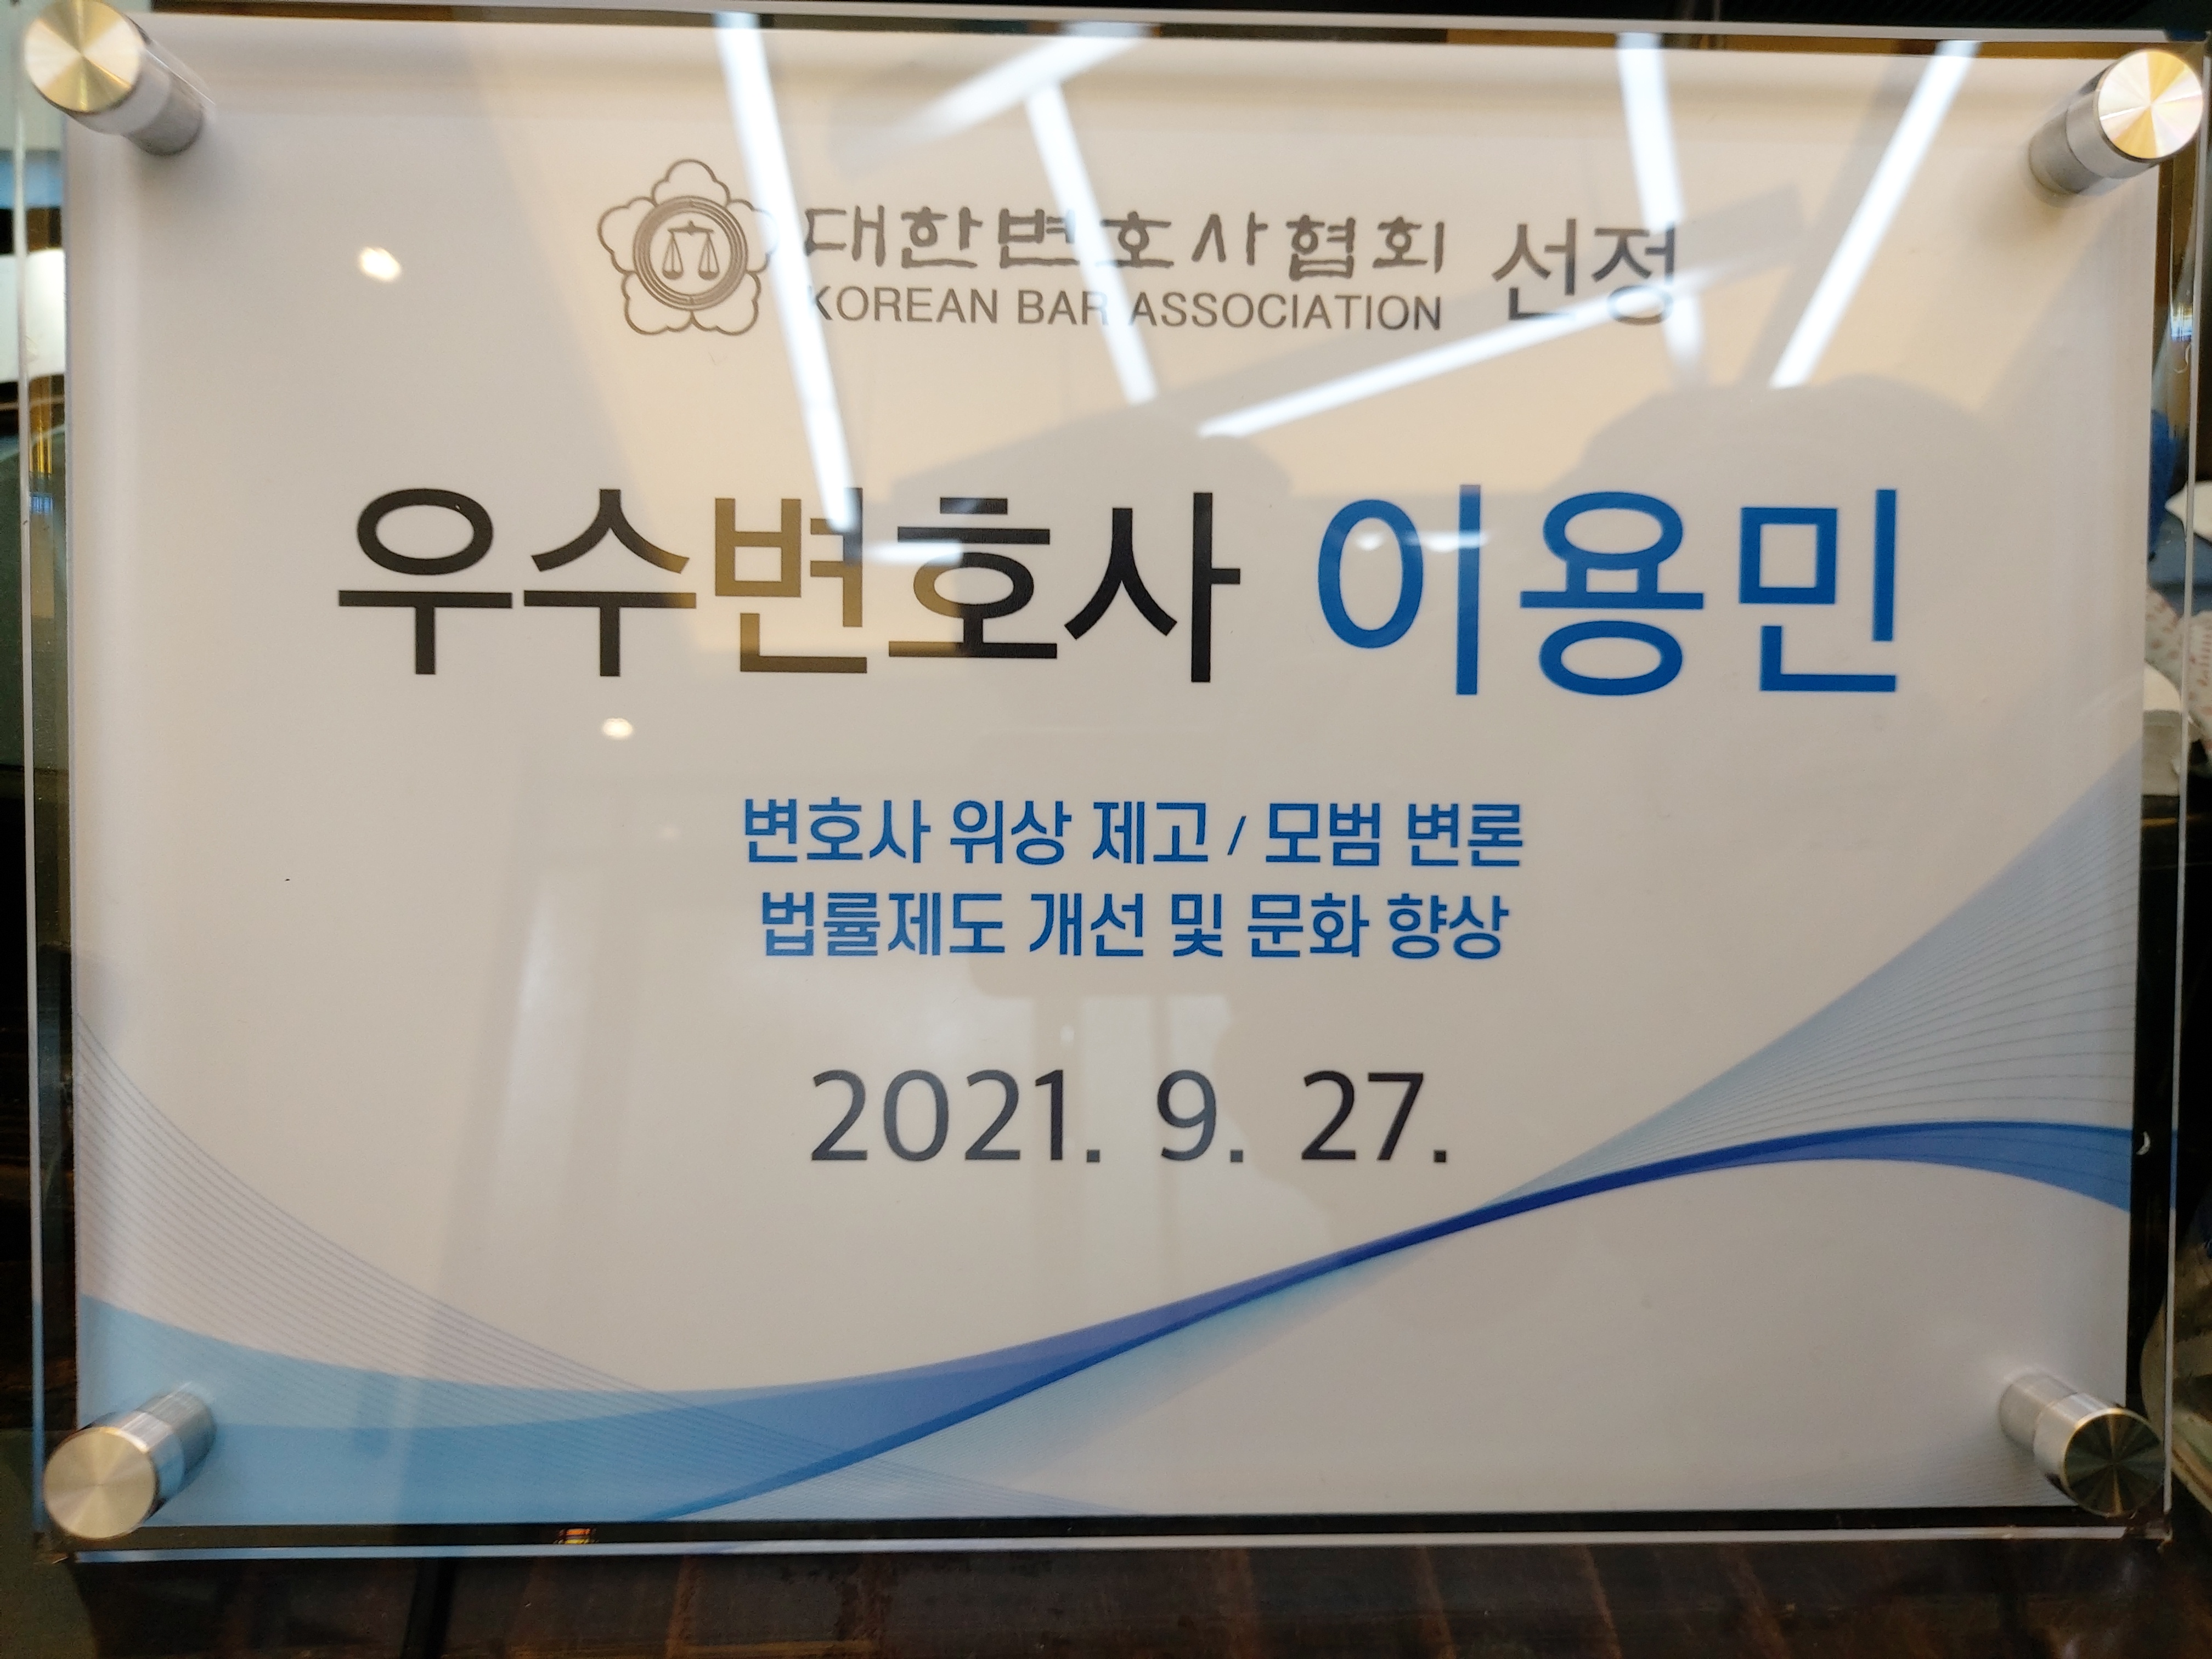 대한변호사협회 선정
KOREAN BAR ASSOCIATION
우수변호사 이용민
변호사 위상 제고 / 모범 변론
법률제도 개선 및 문화 향상
2021. 9. 27.